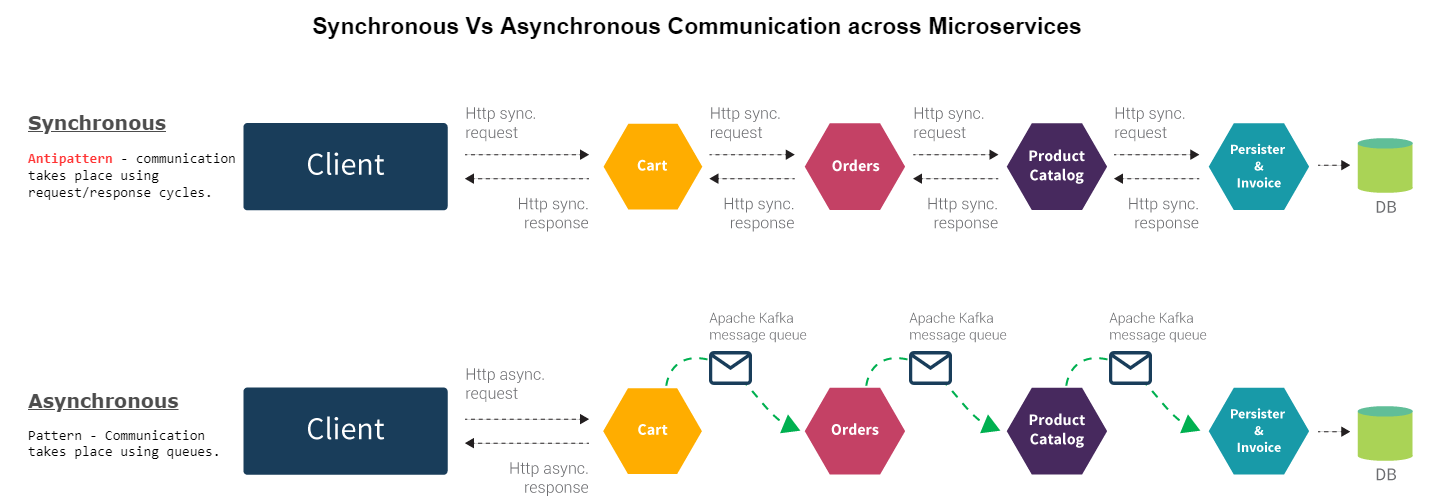 Synchronous Vs Asynchronous Communication across Microservices
Synchronous
Antipattern - communication
takes place using
request/response cycles.
Client
Http sync.
request
Http sync.
response
Cart
Http sync.
request
Http sync.
response
Orders
Http sync.
request
Http sync.
response
Product
Catalog
Http sync.
request
Http sync.
response
Persister
&
Invoice
DB
Asynchronous
Pattern - Communication
takes place using queues.
Client
Http async.
request
Http async.
response
Cart
Apache Kafka
message queue
Orders
Apache Kafka
message queue
Product
Catalog
Apache Kafka
message queue
Persister
&
Invoice
DB